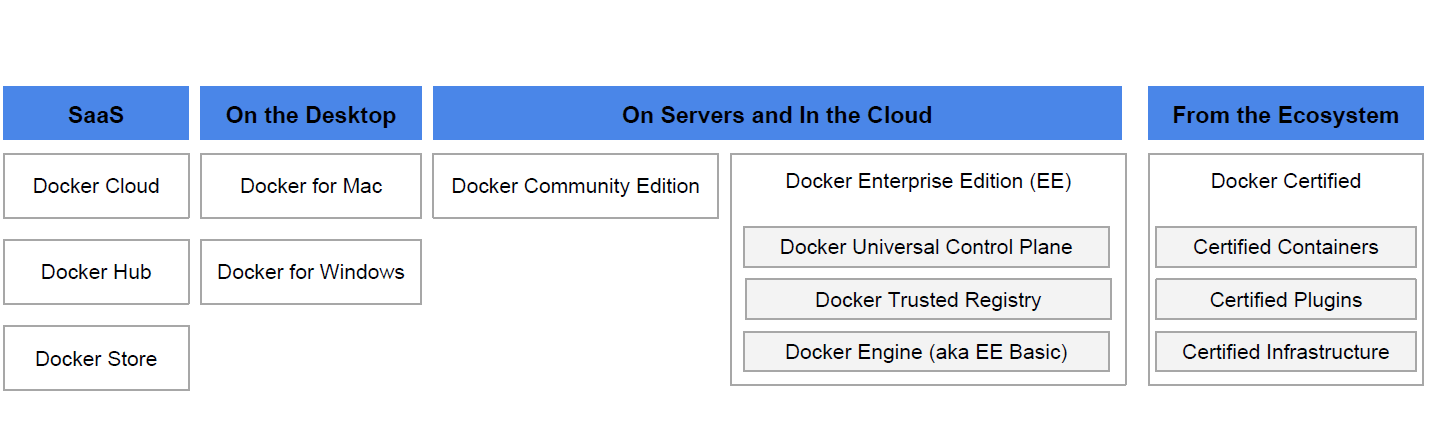 SaaS
On the Desktop
On Servers and In the Cloud
From the Ecosystem
Docker Cloud
Docker for Mac
Docker Community Edition
Docker Enterprise Edition (EE)
Docker Certified
Docker Universal Control Plane
Certified Containers
Docker Hub
Docker for Windows
Docker Trusted Registry
Certified Plugins
Docker Store
Docker Engine (aka EE Basic)
Certified Infrastructure